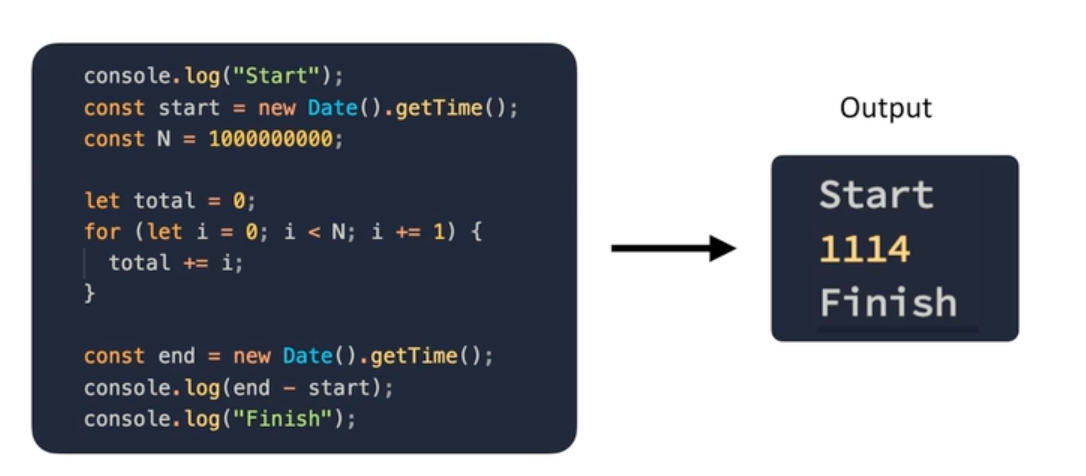 console.log("Start");
const start = new Date().getTime();
const N = 1000000000;
let total = 0;
for (let i = 0; i < N; i += 1) {
total += i;
}
const end = new Date().getTime();
console.log(end - start);
console.log("Finish");
Output
Start
1114
Finish